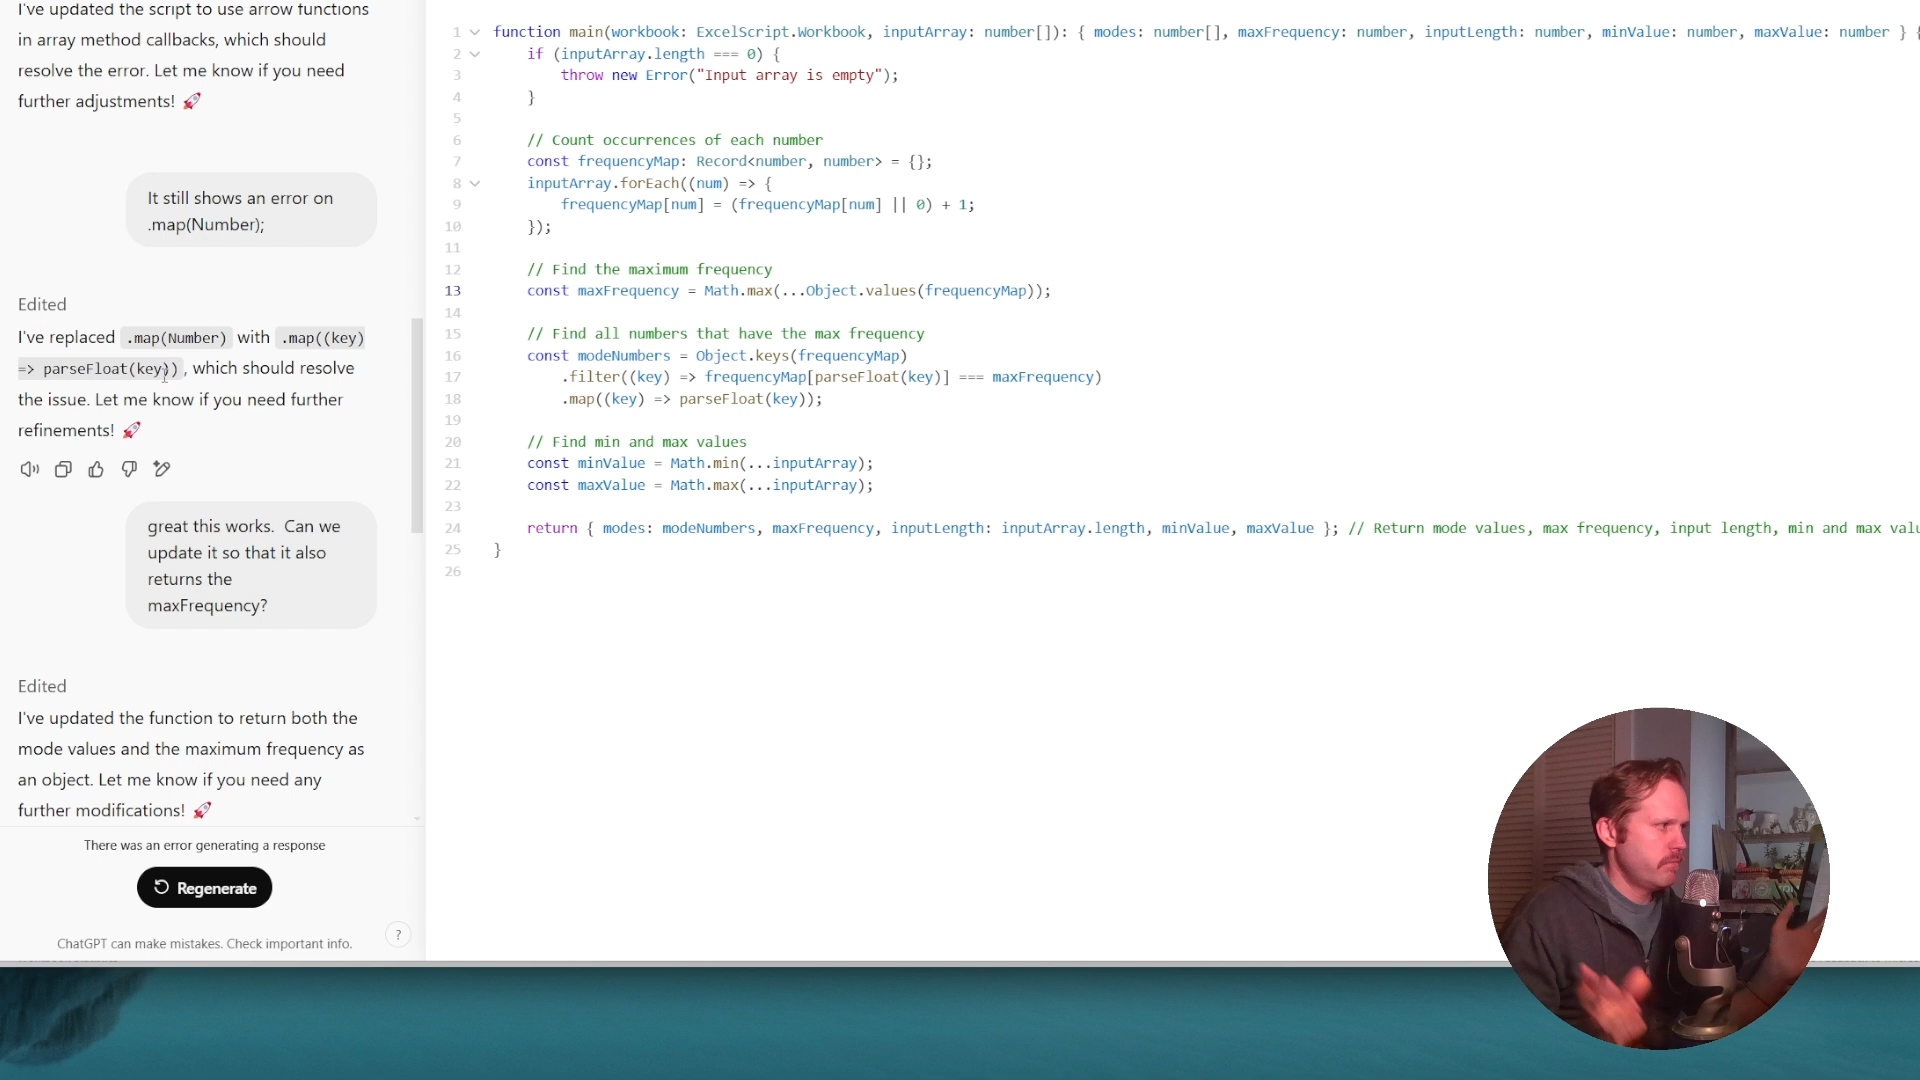 I've updated the script to use arrow functions
in array method callbacks, which should
resolve the error. Let me know if you need
further adjustments! 🚀
It still shows an error on
.map(Number);
Edited
I've replaced .map(Number) with .map((key)
=> parseFloat(key)) , which should resolve
the issue. Let me know if you need further
refinements! 🚀
great this works.  Can we
update it so that it also
returns the
maxFrequency?
Edited
I've updated the function to return both the
mode values and the maximum frequency as
an object. Let me know if you need any
further modifications! 🚀
There was an error generating a response
Regenerate
ChatGPT can make mistakes. Check important info.
?
1 function main(workbook: ExcelScript.Workbook, inputArray: number[]): { modes: number[], maxFrequency: number, inputLength: number, minValue: number, maxValue: number } {
2 if (inputArray.length === 0) {
3 throw new Error("Input array is empty");
4 }
5
6 // Count occurrences of each number
7 const frequencyMap: Record<number, number> = {};
8 inputArray.forEach((num) => {
9 frequencyMap[num] = (frequencyMap[num] || 0) + 1;
10 });
11
12 // Find the maximum frequency
13 const maxFrequency = Math.max(...Object.values(frequencyMap));
14
15 // Find all numbers that have the max frequency
16 const modeNumbers = Object.keys(frequencyMap)
17 .filter((key) => frequencyMap[parseFloat(key)] === maxFrequency)
18 .map((key) => parseFloat(key));
19
20 // Find min and max values
21 const minValue = Math.min(...inputArray);
22 const maxValue = Math.max(...inputArray);
23
24 return { modes: modeNumbers, maxFrequency, inputLength: inputArray.length, minValue, maxValue }; // Return mode values, max frequency, input length, min and max valu
25 }
26